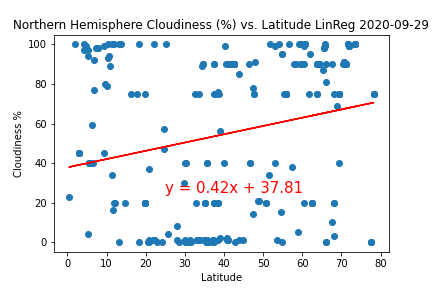 Northern Hemisphere Cloudiness (%) vs. Latitude LinReg 2020-09-29
100
80
60
40
20
0
Cloudiness %
y = 0.42x + 37.81
0 10 20 30 40 50 60 70 80
Latitude